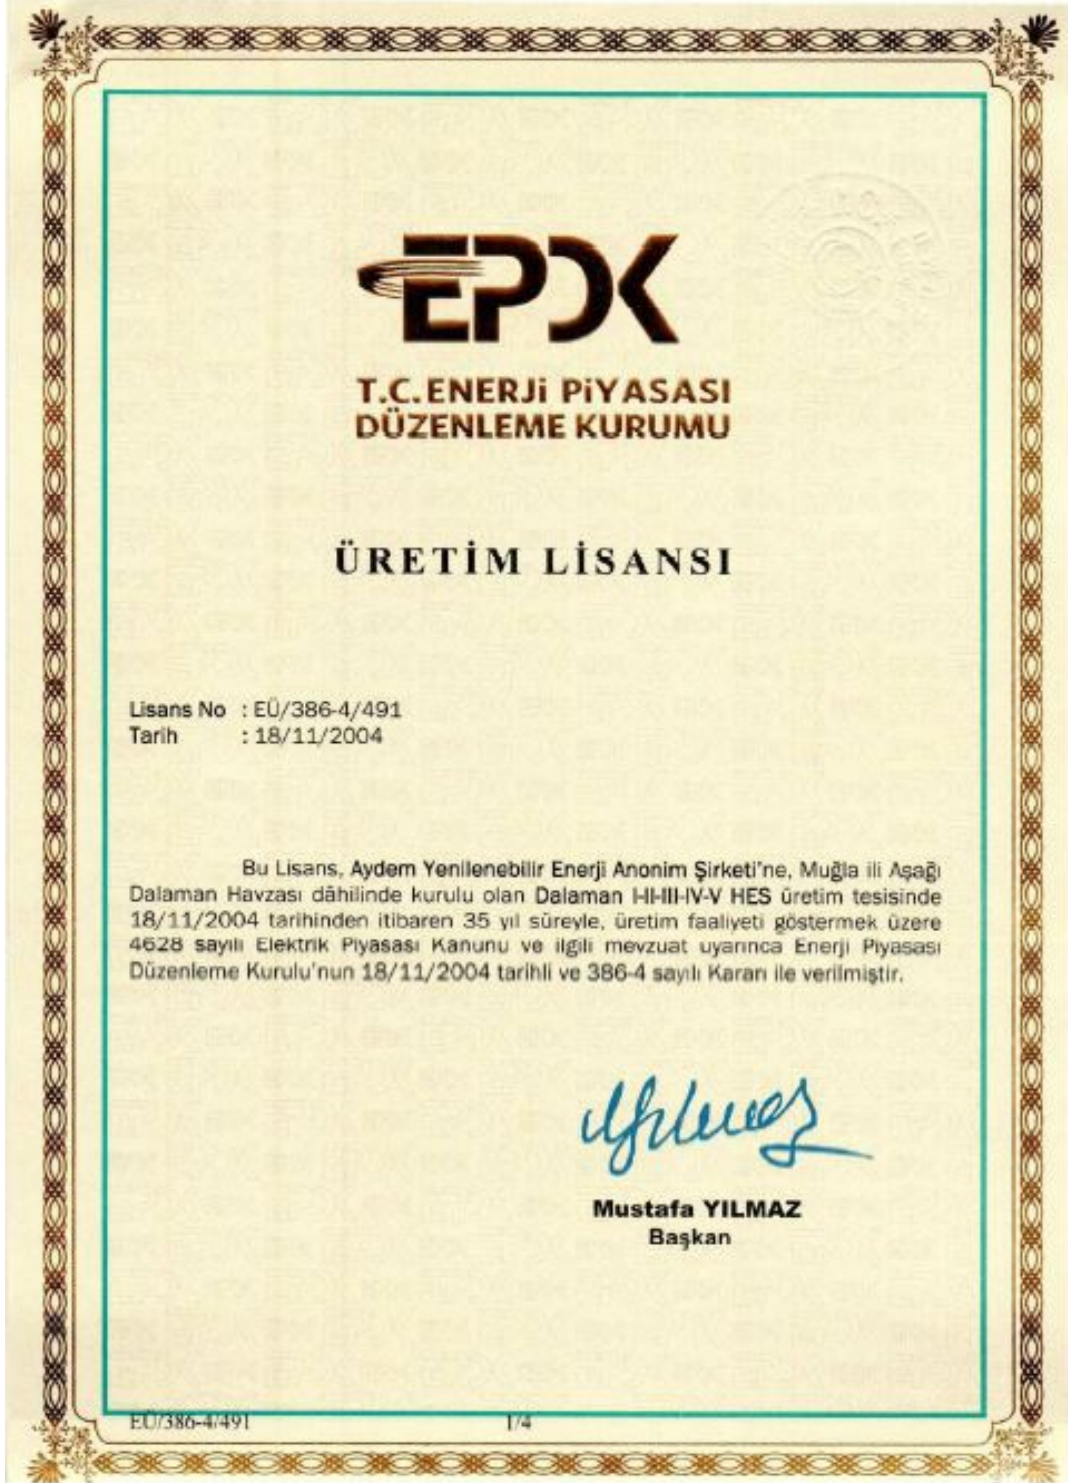 EPDK
T.C. ENERJİ PİYASASI
DÜZENLEME KURUMU
ÜRETİM LİSANSI
Lisans No : EÜ/386-4/491
Tarih : 18/11/2004
Bu Lisans, Aydem Yenilenebilir Enerji Anonim Şirketi'ne, Muğla ili Aşağı
Dalaman Havzası dâhilinde kurulu olan Dalaman I-II-III-IV-V HES üretim tesisinde
18/11/2004 tarihinden itibaren 35 yıl süreyle, üretim faaliyeti göstermek üzere
4628 sayılı Elektrik Piyasası Kanunu ve ilgili mevzuat uyarınca Enerji Piyasası
Düzenleme Kurulu'nun 18/11/2004 tarihli ve 386-4 sayılı Kararı ile verilmiştir.
Mustafa YILMAZ
Başkan
EÜ/386-4/491 1/4